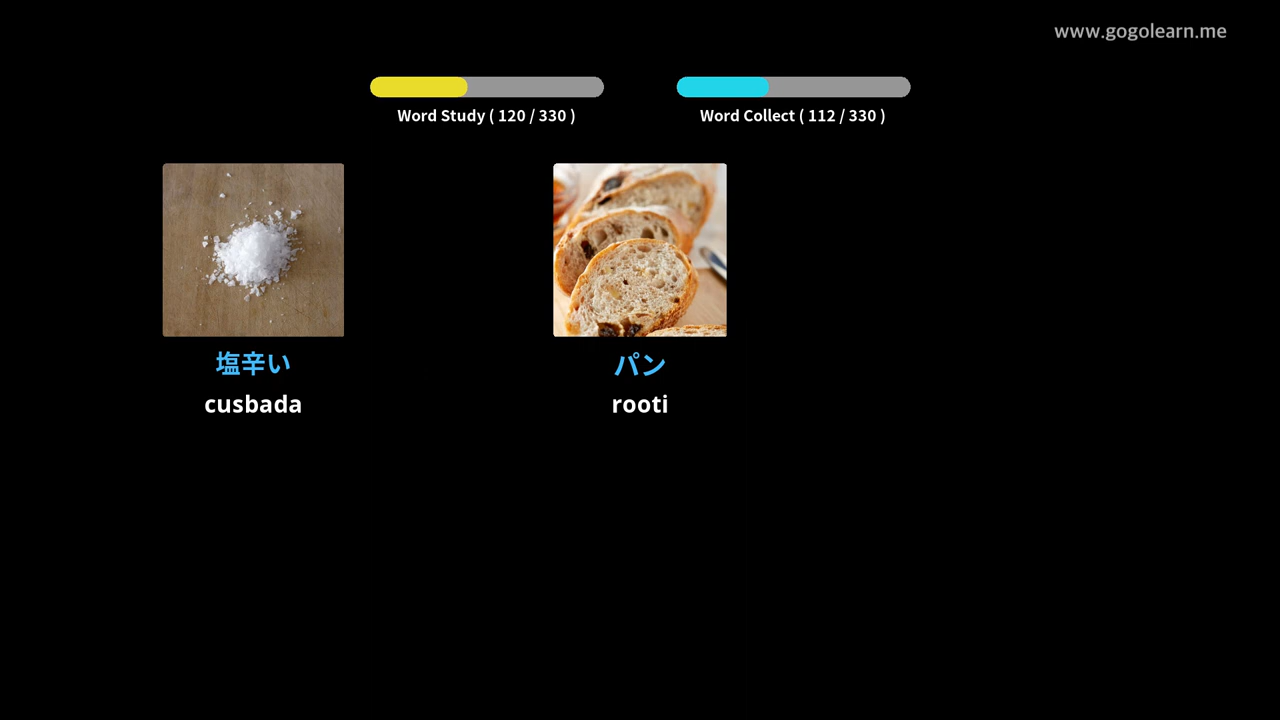 www.gogolearn.me
Word Study ( 120 / 330 )
Word Collect ( 112 / 330 )
塩辛い
cusbada
パン
rooti